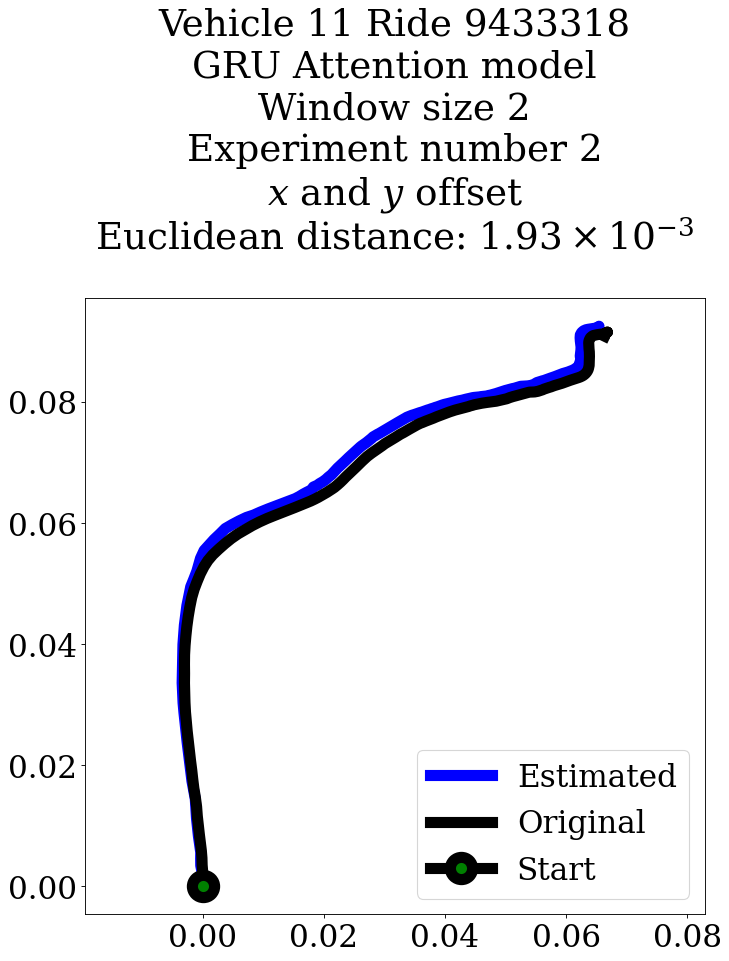 Vehicle 11 Ride 9433318
GRU Attention model
Window size 2
Experiment number 2
x and y offset
Euclidean distance: 1.93 × 10⁻³
0.08
0.06
0.04
0.02
0.00
Estimated
Original
Start
0.00 0.02 0.04 0.06 0.08